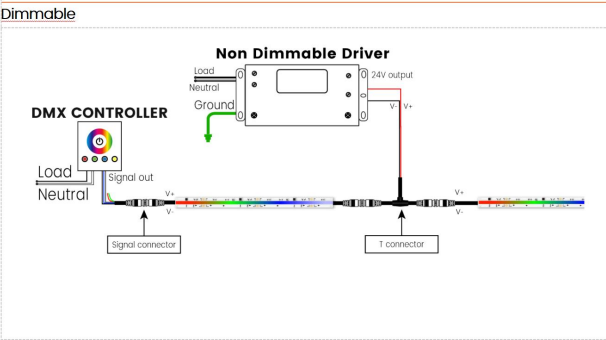 Dimmable
Non Dimmable Driver
Load
Neutral
24V output
Ground
V- V+
DMX CONTROLLER
Load
Neutral
Signal out
V+
V-
V+
V-
Signal connector
T connector